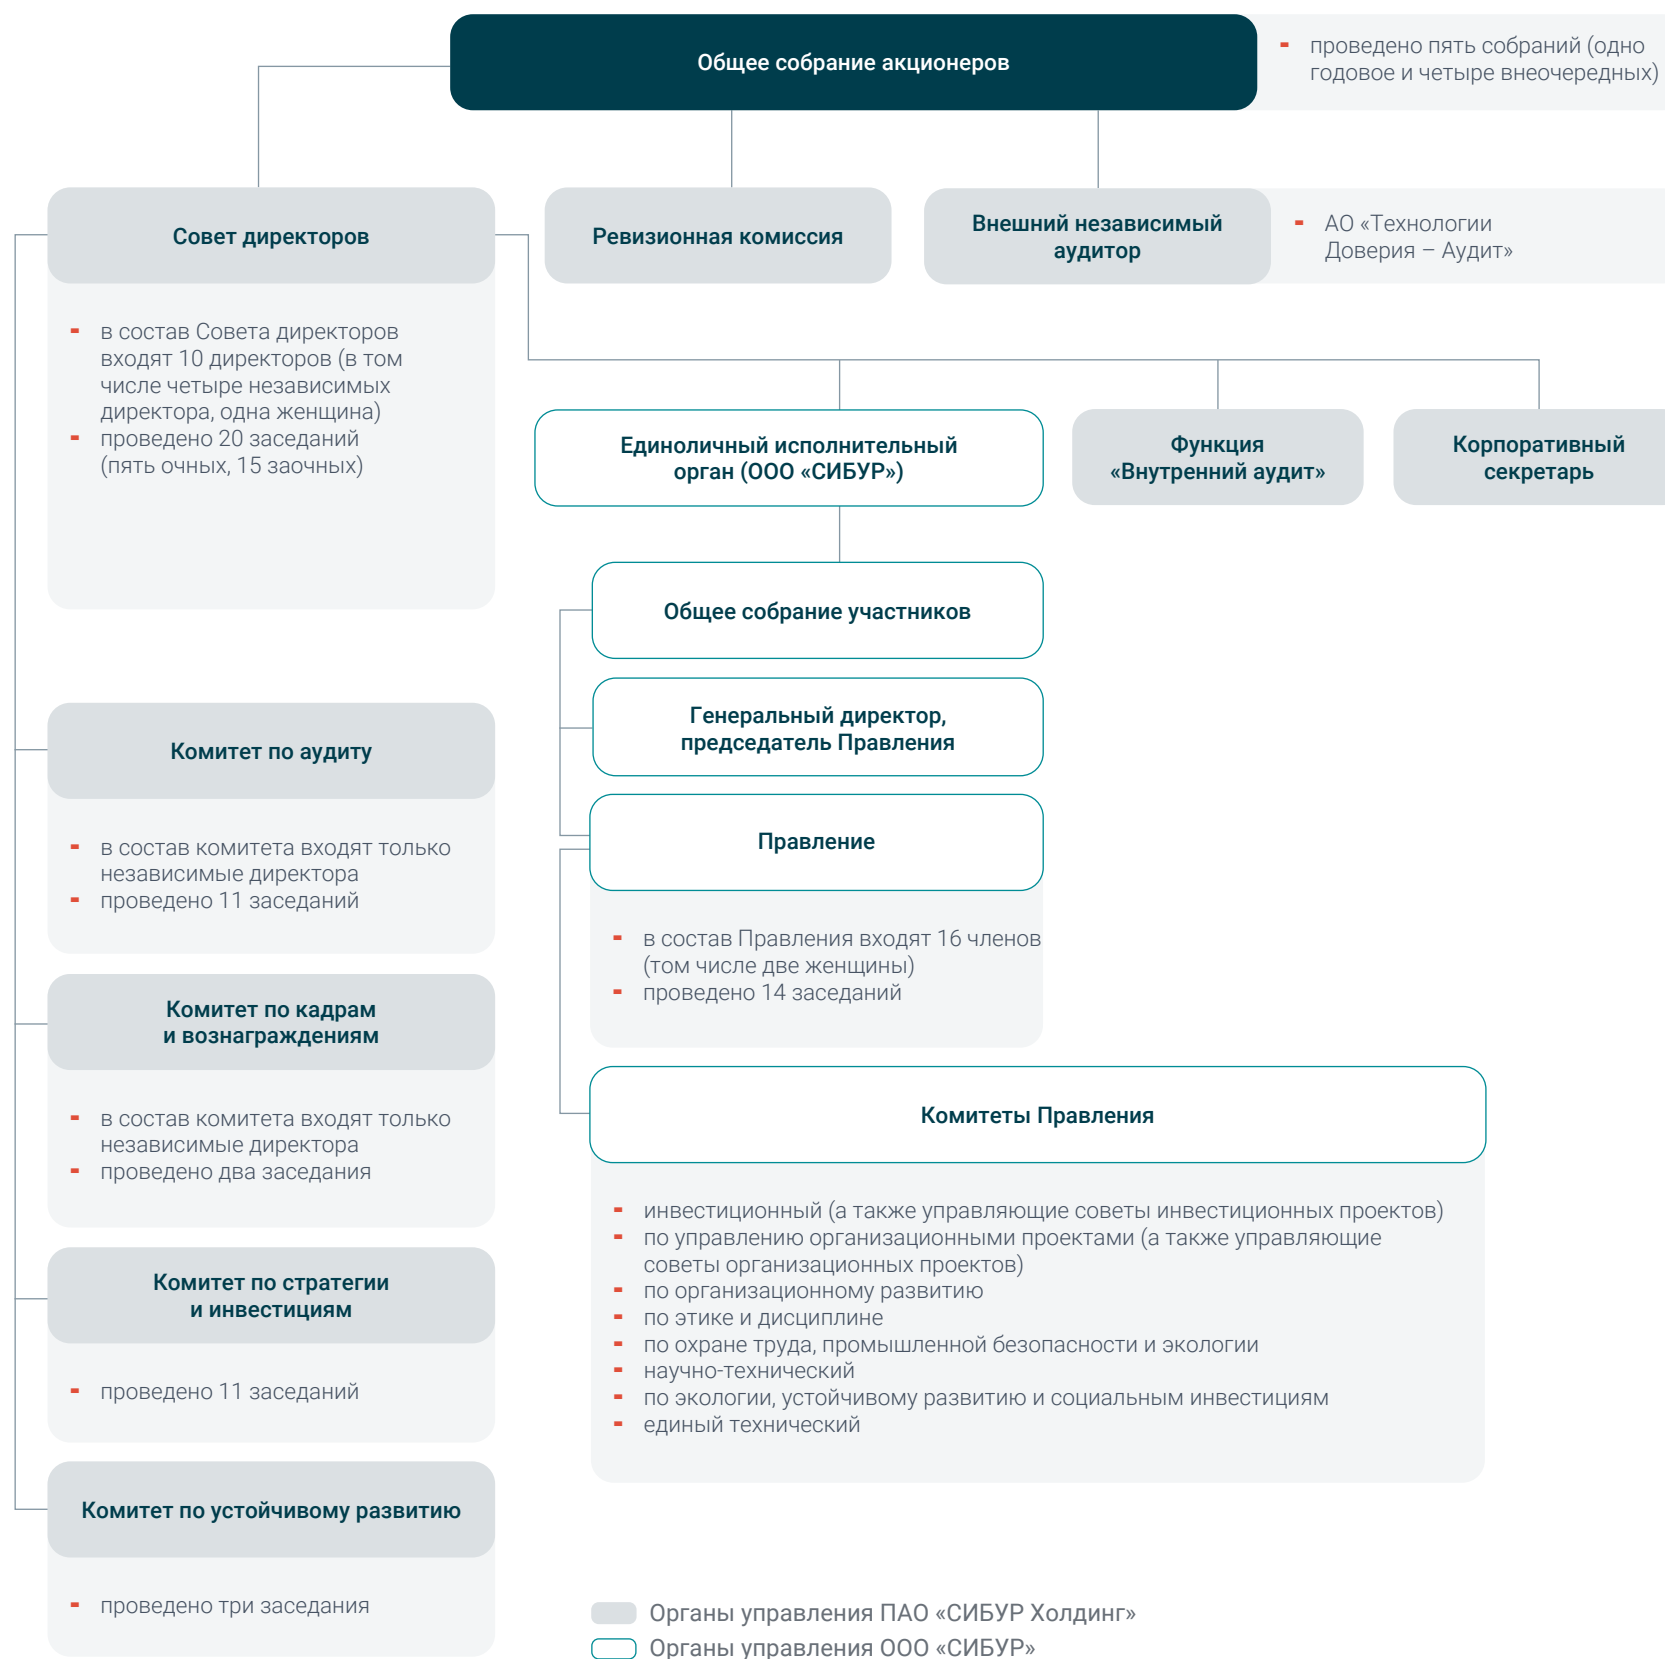 Общее собрание акционеров
- проведено пять собраний (одно
годовое и четыре внеочередных)
Совет директоров
Ревизионная комиссия
Внешний независимый
аудитор
- АО «Технологии
Доверия – Аудит»
- в состав Совета директоров
входят 10 директоров (в том
числе четыре независимых
директора, одна женщина)
- проведено 20 заседаний
(пять очных, 15 заочных)
Единоличный исполнительный
орган (ООО «СИБУР»)
Функция
«Внутренний аудит»
Корпоративный
секретарь
Общее собрание участников
Генеральный директор,
председатель Правления
Правление
- в состав Правления входят 16 членов
(том числе две женщины)
- проведено 14 заседаний
Комитеты Правления
- инвестиционный (а также управляющие советы инвестиционных проектов)
- по управлению организационными проектами (а также управляющие
советы организационных проектов)
- по организационному развитию
- по этике и дисциплине
- по охране труда, промышленной безопасности и экологии
- научно-технический
- по экологии, устойчивому развитию и социальным инвестициям
- единый технический
Комитет по аудиту
- в состав комитета входят только
независимые директора
- проведено 11 заседаний
Комитет по кадрам
и вознаграждениям
- в состав комитета входят только
независимые директора
- проведено два заседания
Комитет по стратегии
и инвестициям
- проведено 11 заседаний
Комитет по устойчивому развитию
- проведено три заседания
Органы управления ПАО «СИБУР Холдинг»
Органы управления ООО «СИБУР»